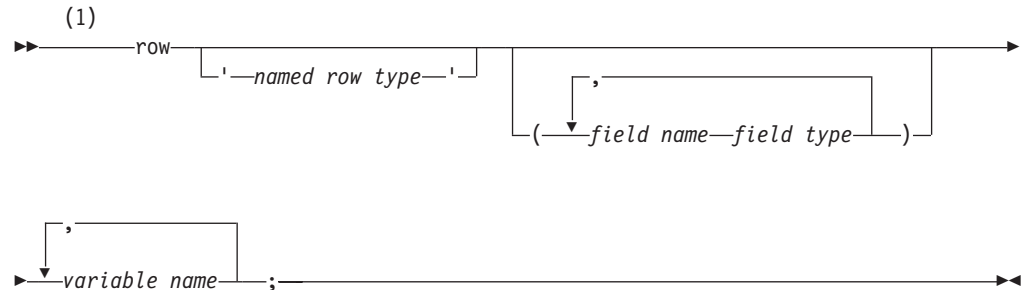 (1)
row
' named row type '
,
( field name field type )
,
variable name ;